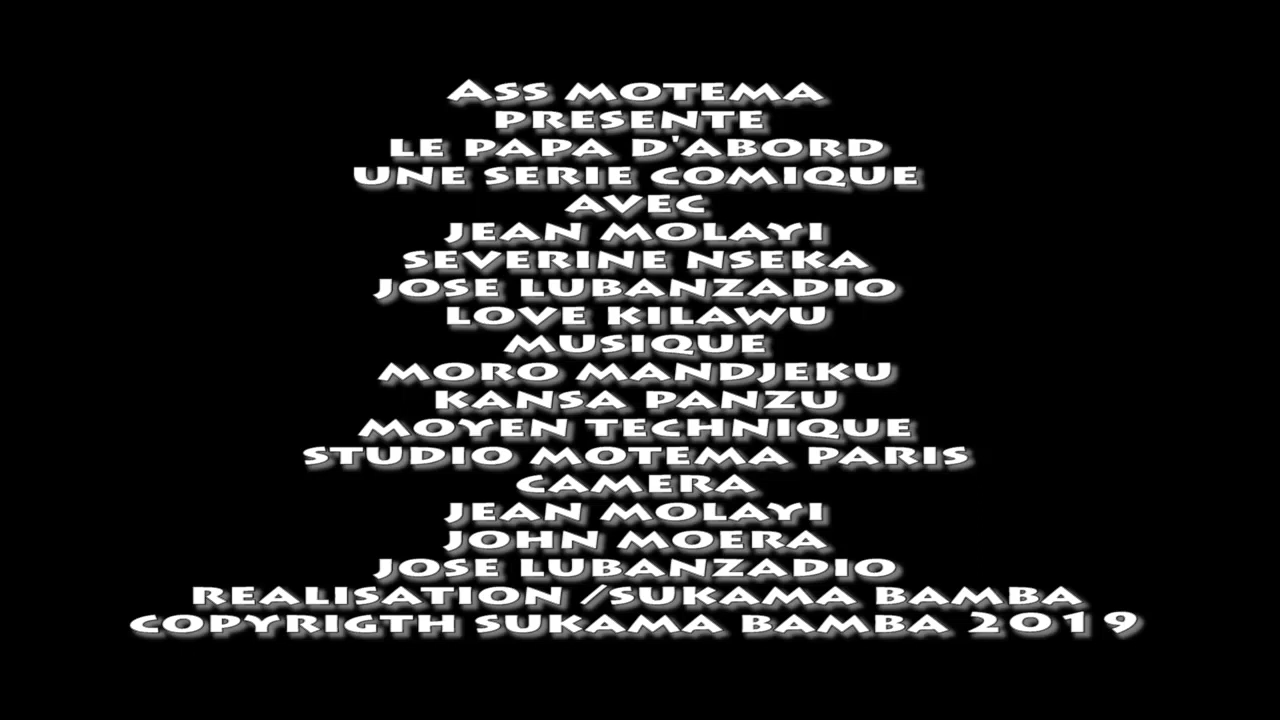 Ass MOTEMA
PRESENTE
LE PAPA D'ABORD
UNE SERIE COMIQUE
AVEC
JEAN MOLAYI
SEVERINE NSEKA
JOSE LUBANZADIO
LOVE KILAWU
MUSIQUE
MORO MANDJEKU
KANSA PANZU
MOYEN TECHNIQUE
STUDIO MOTEMA PARIS
CAMERA
JEAN MOLAYI
JOHN MOERA
JOSE LUBANZADIO
REALISATION /SUKAMA BAMBA
COPYRIGTH SUKAMA BAMBA 2019